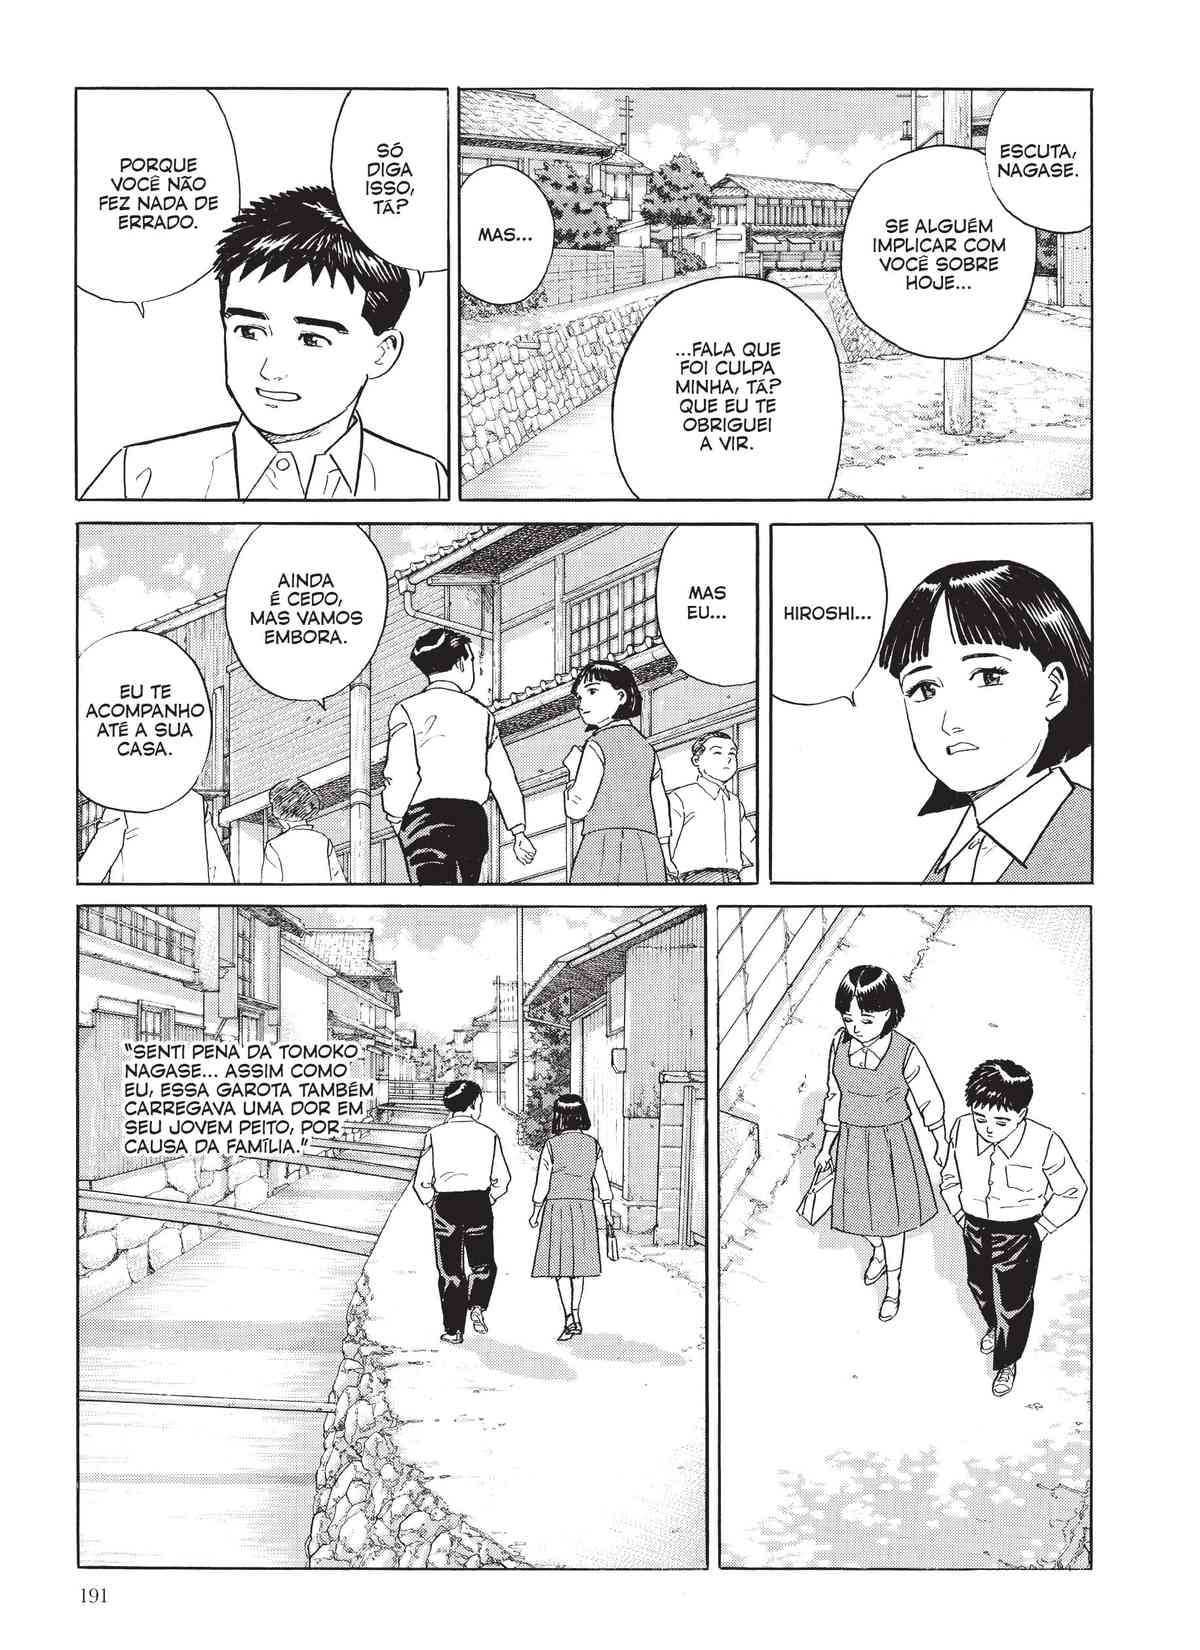 ESCUTA,
NAGASE.
SE ALGUÉM
IMPLICAR COM
VOCÊ SOBRE
HOJE...
...FALA QUE
FOI CULPA
MINHA, TÁ?
QUE EU TE
OBRIGUEI
A VIR.
MAS...
SÓ
DIGA
ISSO,
TÁ?
PORQUE
VOCÊ NÃO
FEZ NADA DE
ERRADO.
HIROSHI...
MAS
EU...
AINDA
É CEDO,
MAS VAMOS
EMBORA.
EU TE
ACOMPANHO
ATÉ A SUA
CASA.
"SENTI PENA DA TOMOKO
NAGASE... ASSIM COMO
EU, ESSA GAROTA TAMBÉM
CARREGAVA UMA DOR EM
SEU JOVEM PEITO, POR
CAUSA DA FAMÍLIA."
191